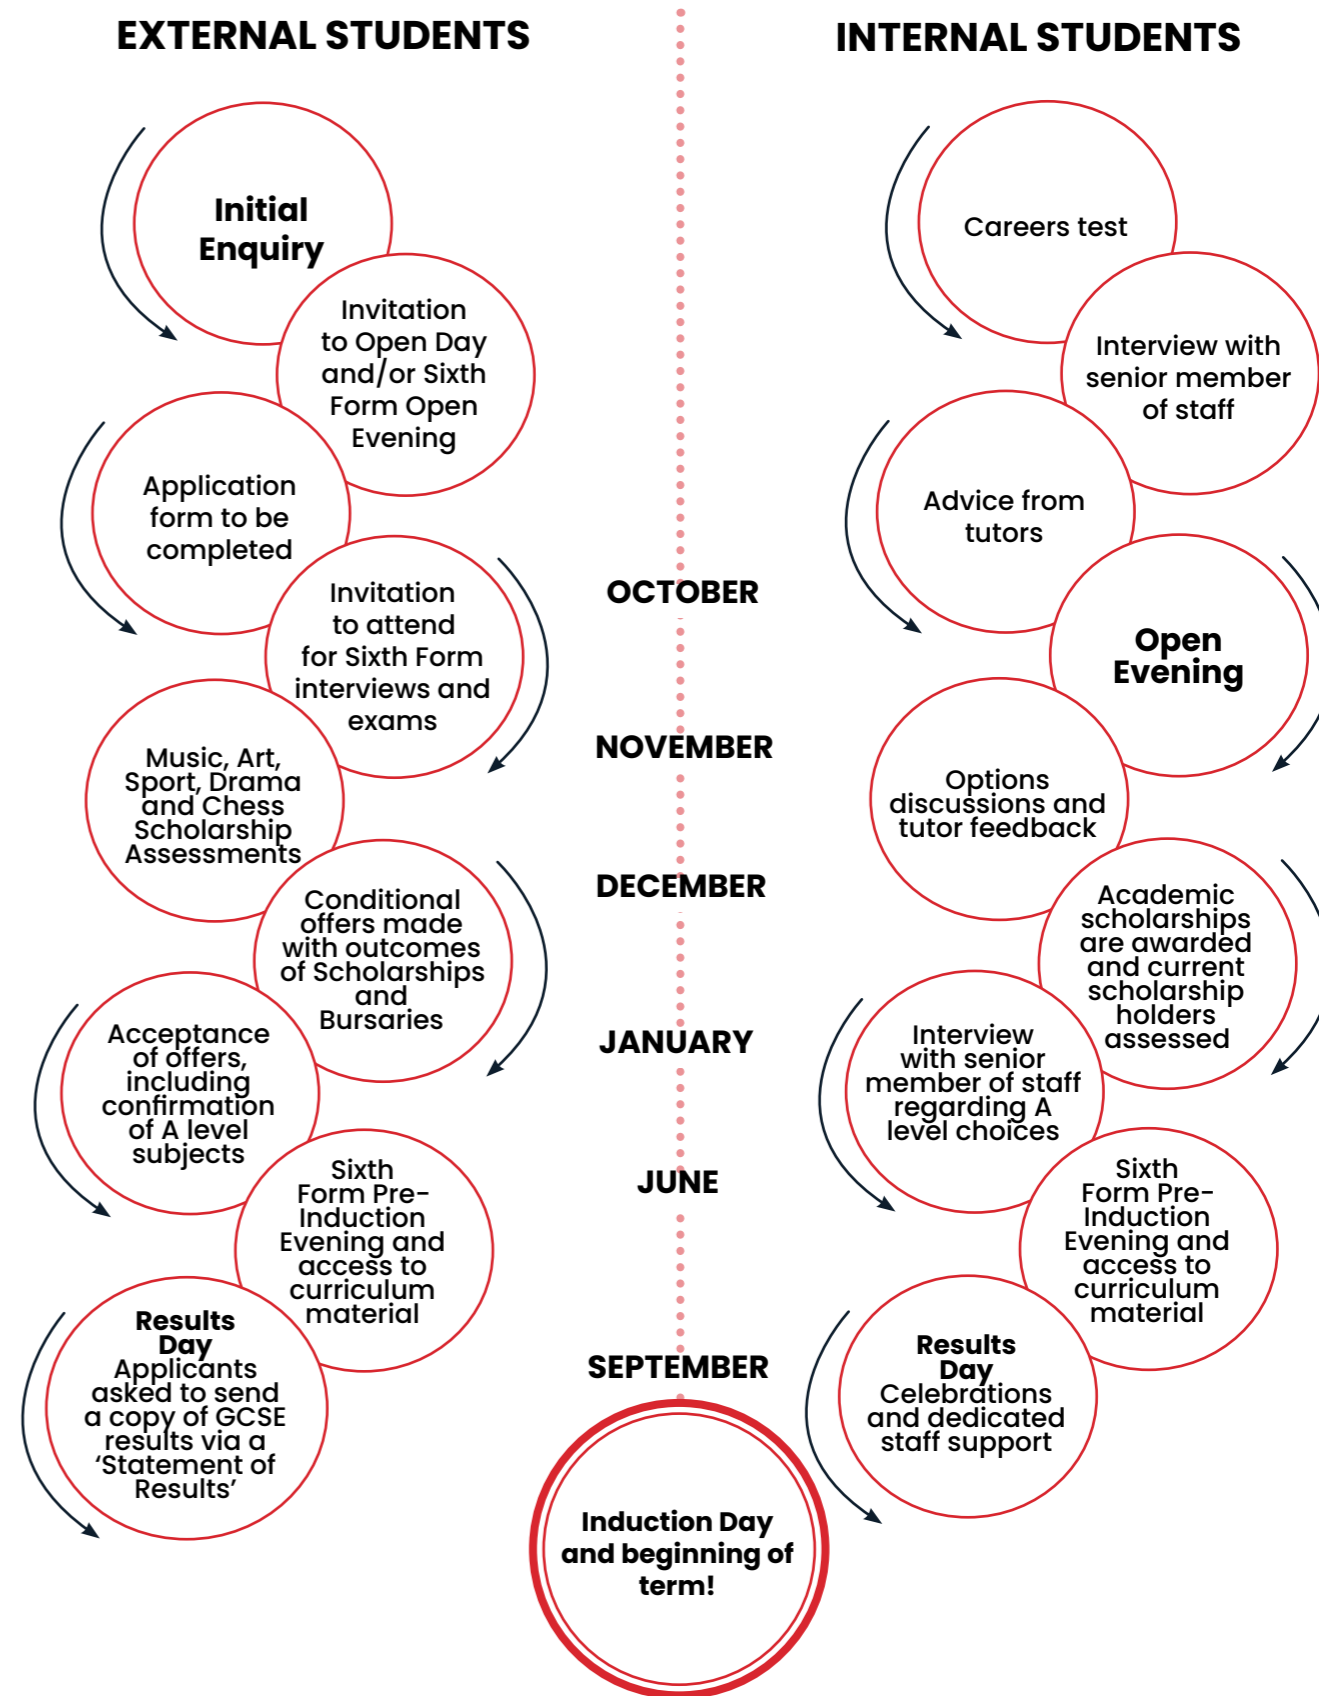 EXTERNAL STUDENTS
Initial
Enquiry
Invitation
to Open Day
and/or Sixth
Form Open
Evening
Application
form to be
completed
Invitation
to attend
for Sixth Form
interviews and
exams
Music, Art,
Sport, Drama
and Chess
Scholarship
Assessments
Conditional
offers made
with outcomes
of Scholarships
and
Bursaries
Acceptance
of offers,
including
confirmation
of A level
subjects
Sixth
Form Pre-
Induction
Evening and
access to
curriculum
material
Results
Day
Applicants
asked to send
a copy of GCSE
results via a
‘Statement of
Results’
OCTOBER
NOVEMBER
DECEMBER
JANUARY
JUNE
SEPTEMBER
Induction Day
and beginning of
term!
INTERNAL STUDENTS
Careers test
Interview with
senior member
of staff
Advice from
tutors
Open
Evening
Options
discussions and
tutor feedback
Academic
scholarships
are awarded
and current
scholarship
holders
assessed
Interview
with senior
member of staff
regarding A
level choices
Sixth
Form Pre-
Induction
Evening and
access to
curriculum
material
Results
Day
Celebrations
and dedicated
staff support